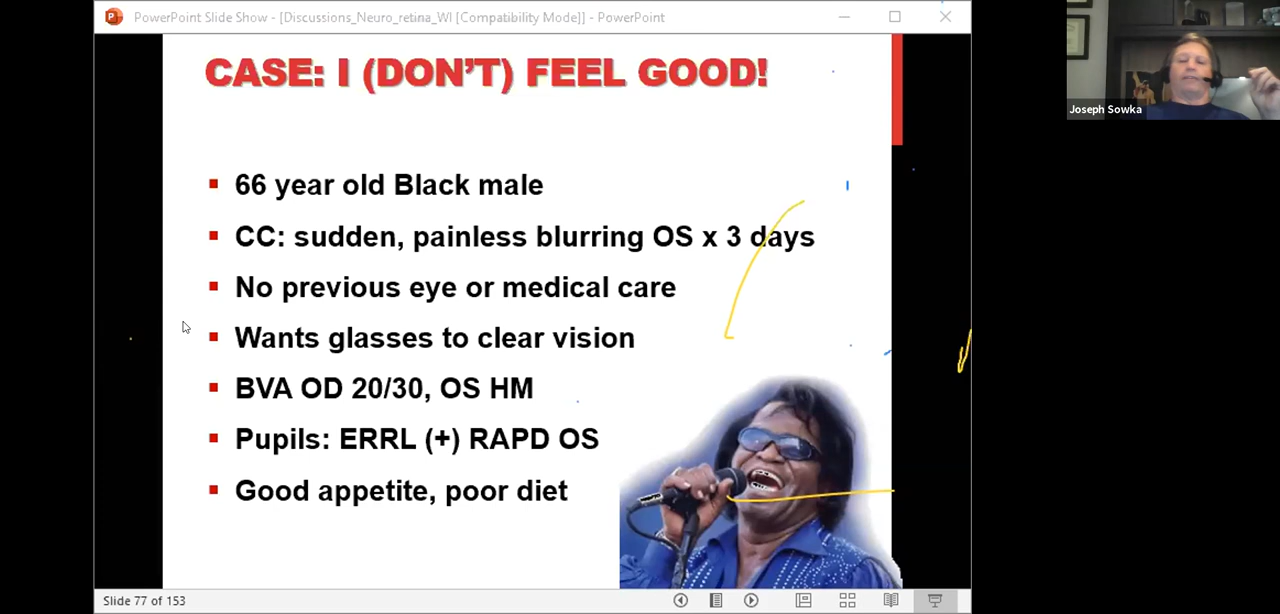 PowerPoint Slide Show - [Discussions_Neuro_retina_WI [Compatibility Mode]] - PowerPoint
CASE: I (DON'T) FEEL GOOD!
66 year old Black male
CC: sudden, painless blurring OS x 3 days
No previous eye or medical care
Wants glasses to clear vision
BVA OD 20/30, OS HM
Pupils: ERRL (+) RAPD OS
Good appetite, poor diet
Slide 77 of 153
Joseph Sowka